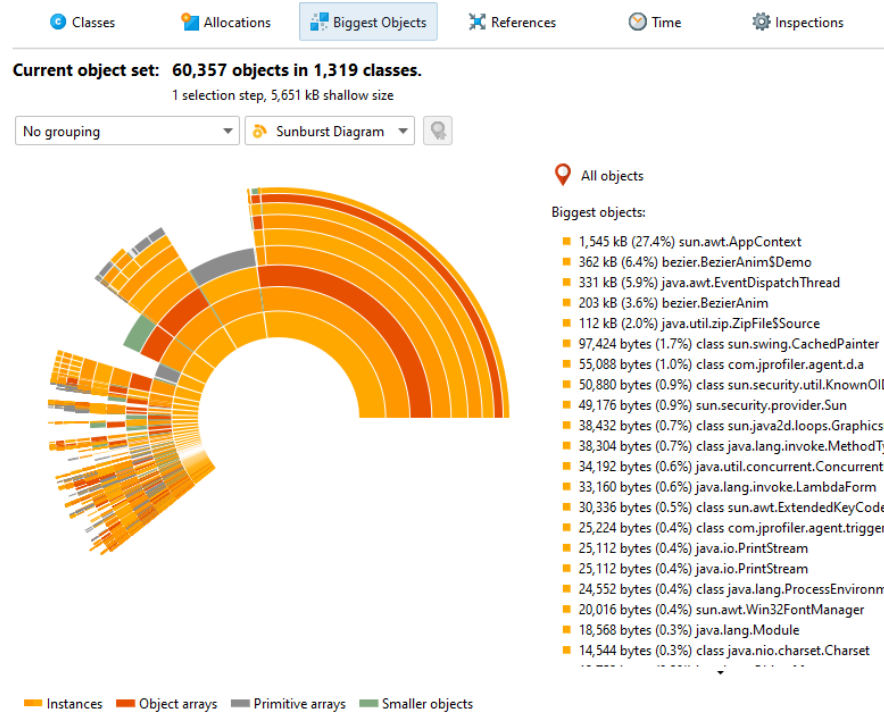 Classes Allocations Biggest Objects References Time Inspections
Current object set: 60,357 objects in 1,319 classes.
1 selection step, 5,651 kB shallow size
No grouping Sunburst Diagram
All objects
Biggest objects:
1,545 kB (27.4%) sun.awt.AppContext
362 kB (6.4%) bezier.BezierAnim$Demo
331 kB (5.9%) java.awt.EventDispatchThread
203 kB (3.6%) bezier.BezierAnim
112 kB (2.0%) java.util.zip.ZipFile$Source
97,424 bytes (1.7%) class sun.swing.CachedPainter
55,088 bytes (1.0%) com.jprofiler.agent.d.a
50,880 bytes (0.9%) class sun.security.util.KnownOID
49,176 bytes (0.9%) sun.security.provider.Sun
38,432 bytes (0.7%) class sun.java2d.loops.Graphics
38,304 bytes (0.7%) class java.lang.invoke.MethodTy
34,192 bytes (0.6%) java.util.concurrent.Concurrent
33,160 bytes (0.6%) java.lang.invoke.LambdaForm
30,336 bytes (0.5%) class sun.awt.ExtendedKeyCode
25,224 bytes (0.4%) class com.jprofiler.agent.trigger
25,112 bytes (0.4%) java.io.PrintStream
25,112 bytes (0.4%) java.io.PrintStream
24,552 bytes (0.4%) class java.lang.ProcessEnvironm
20,016 bytes (0.4%) sun.awt.Win32FontManager
18,568 bytes (0.3%) java.lang.Module
14,544 bytes (0.3%) class java.nio.charset.Charset
Instances Object arrays Primitive arrays Smaller objects